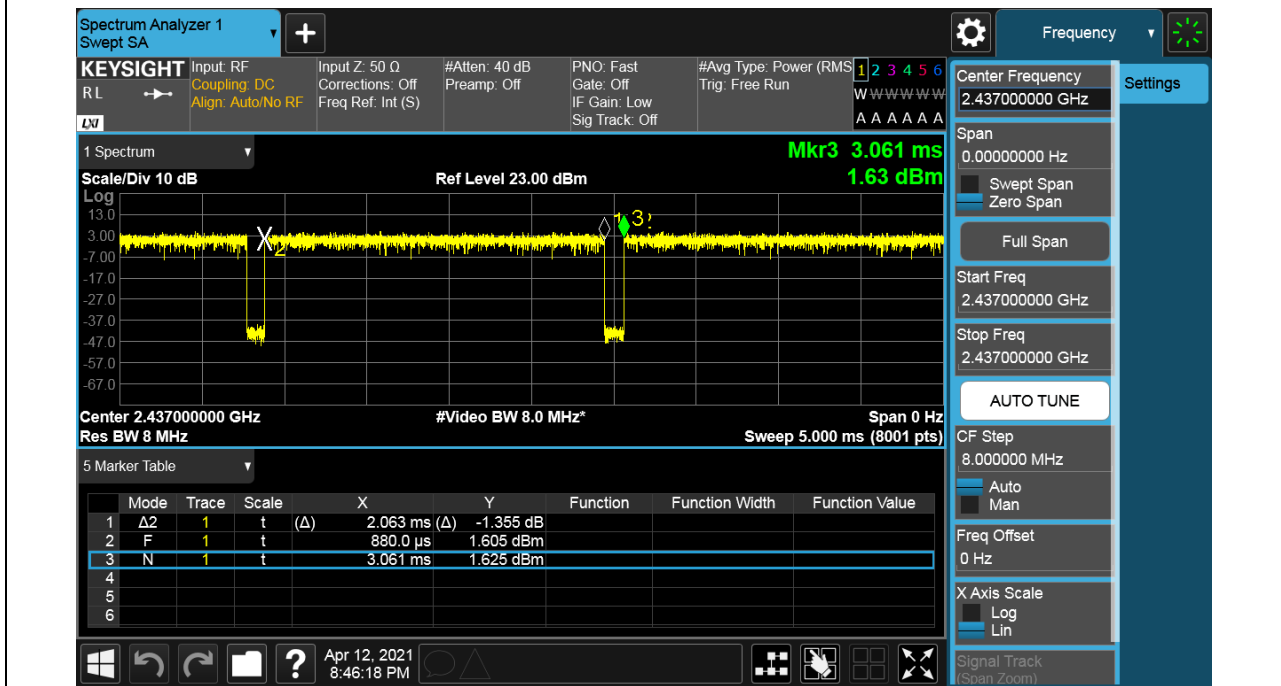 Spectrum Analyzer 1
Swept SA
Frequency
KEYSIGHT
RL
LXI
Input: RF
Coupling: DC
Align: Auto/No RF
Input Z: 50 Ω
Corrections: Off
Freq Ref: Int (S)
#Atten: 40 dB
Preamp: Off
PNO: Fast
Gate: Off
IF Gain: Low
Sig Track: Off
#Avg Type: Power (RMS
Trig: Free Run
1 2 3 4 5 6
W W W W W W
A A A A A A
Center Frequency
2.437000000 GHz
Settings
Span
0.00000000 Hz
Swept Span
Zero Span
Full Span
Start Freq
2.437000000 GHz
Stop Freq
2.437000000 GHz
AUTO TUNE
CF Step
8.000000 MHz
Auto
Man
Freq Offset
0 Hz
X Axis Scale
Log
Lin
Signal Track
(Span Zoom)
1 Spectrum
Mkr3 3.061 ms
1.63 dBm
Scale/Div 10 dB
Ref Level 23.00 dBm
Log
13.0
3.00
-7.00
-17.0
-27.0
-37.0
-47.0
-57.0
-67.0
2
3
Center 2.437000000 GHz
#Video BW 8.0 MHz*
Span 0 Hz
Res BW 8 MHz
Sweep 5.000 ms (8001 pts)
5 Marker Table
Mode Trace Scale X Y Function Function Width Function Value
1 Δ2 1 t (Δ) 2.063 ms (Δ) -1.355 dB
2 F 1 t 880.0 µs 1.605 dBm
3 N 1 t 3.061 ms 1.625 dBm
4
5
6
?
Apr 12, 2021
8:46:18 PM